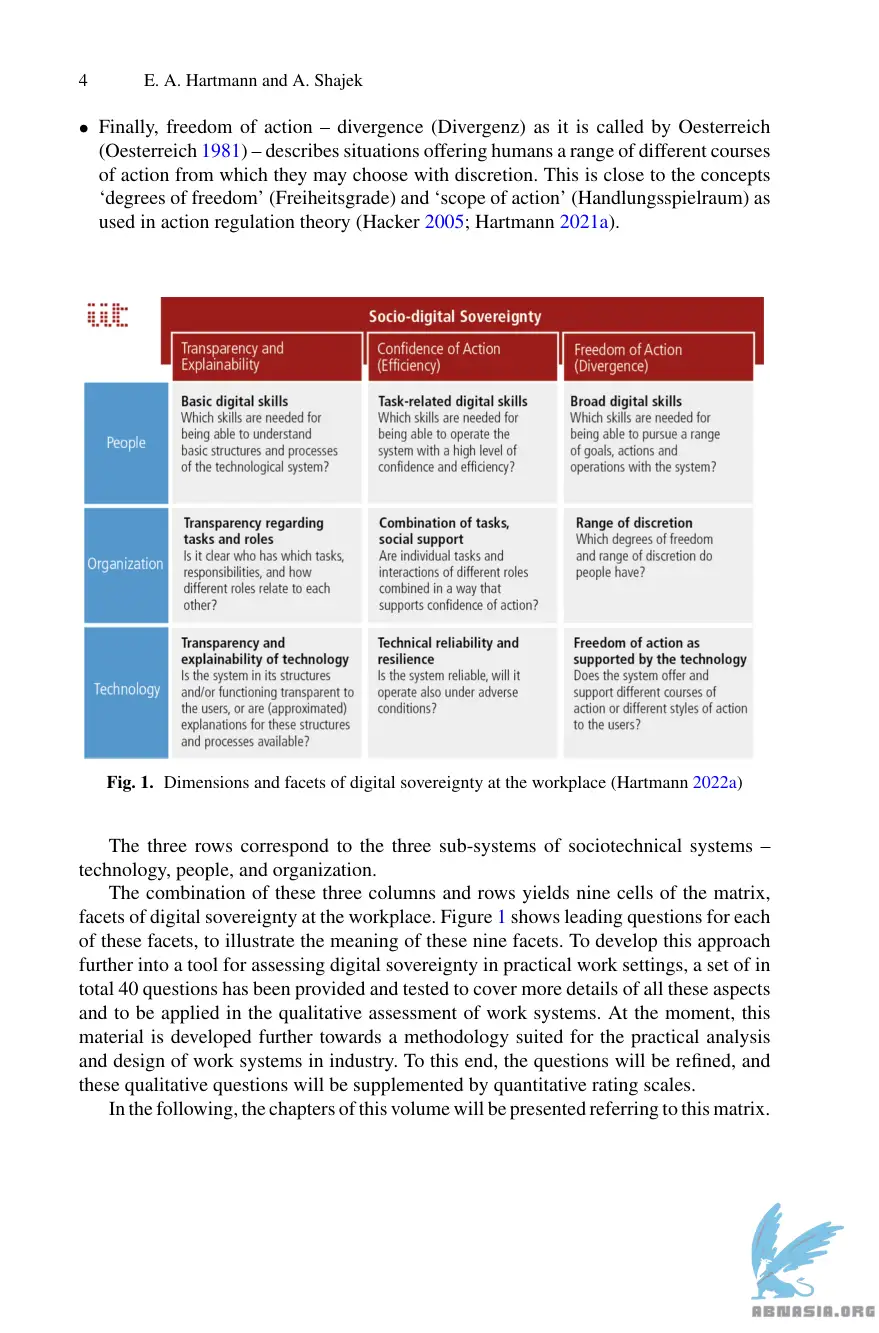 4 E. A. Hartmann and A. Shajek
• Finally, freedom of action – divergence (Divergenz) as it is called by Oesterreich
(Oesterreich 1981) – describes situations offering humans a range of different courses
of action from which they may choose with discretion. This is close to the concepts
‘degrees of freedom’ (Freiheitsgrade) and ‘scope of action’ (Handlungsspielraum) as
used in action regulation theory (Hacker 2005; Hartmann 2021a).
iit
Socio-digital Sovereignty
Transparency and
Explainability
Confidence of Action
(Efficiency)
Freedom of Action
(Divergence)
People
Basic digital skills
Which skills are needed for
being able to understand
basic structures and processes
of the technological system?
Task-related digital skills
Which skills are needed for
being able to operate the
system with a high level of
confidence and efficiency?
Broad digital skills
Which skills are needed for
being able to pursue a range
of goals, actions and
operations with the system?
Organization
Transparency regarding
tasks and roles
Is it clear who has which tasks,
responsibilities, and how
different roles relate to each
other?
Combination of tasks,
social support
Are individual tasks and
interactions of different roles
combined in a way that
supports confidence of action?
Range of discretion
Which degrees of freedom
and range of discretion do
people have?
Technology
Transparency and
explainability of technology
Is the system in its structures
and/or functioning transparent to
the users, or are (approximated)
explanations for these structures
and processes available?
Technical reliability and
resilience
Is the system reliable, will it
operate also under adverse
conditions?
Freedom of action as
supported by the technology
Does the system offer and
support different courses of
action or different styles of action
to the users?
Fig. 1. Dimensions and facets of digital sovereignty at the workplace (Hartmann 2022a)
The three rows correspond to the three sub-systems of sociotechnical systems –
technology, people, and organization.
The combination of these three columns and rows yields nine cells of the matrix,
facets of digital sovereignty at the workplace. Figure 1 shows leading questions for each
of these facets, to illustrate the meaning of these nine facets. To develop this approach
further into a tool for assessing digital sovereignty in practical work settings, a set of in
total 40 questions has been provided and tested to cover more details of all these aspects
and to be applied in the qualitative assessment of work systems. At the moment, this
material is developed further towards a methodology suited for the practical analysis
and design of work systems in industry. To this end, the questions will be refined, and
these qualitative questions will be supplemented by quantitative rating scales.
In the following, the chapters of this volume will be presented referring to this matrix.
ABNASIA.ORG